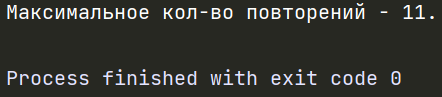 Максимальное кол-во повторений - 11.
Process finished with exit code 0